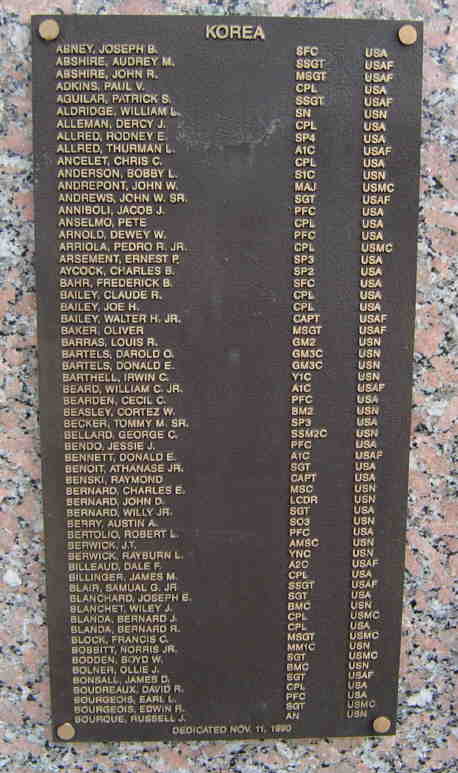 KOREA
ABNEY, JOSEPH B. SFC USA
ABSHIRE, AUDREY M. SSGT USAF
ABSHIRE, JOHN R. MSGT USAF
ADKINS, PAUL V. CPL USA
AGUILAR, PATRICK S. SSGT USAF
ALDRIDGE, WILLIAM L. SN USN
ALLEMAN, DERCY J. CPL USA
ALLRED, RODNEY E. SP4 USA
ALLRED, THURMAN L. A1C USAF
ANCELET, CHRIS C. CPL USA
ANDERSON, BOBBY L. S1C USN
ANDREPONT, JOHN W. MAJ USMC
ANDREWS, JOHN W. SR. SGT USAF
ANNIBOLI, JACOB J. PFC USA
ANSELMO, PETE CPL USA
ARNOLD, DEWEY W. PFC USA
ARRIOLA, PEDRO R. JR. CPL USMC
ARSEMENT, ERNEST P. SP3 USA
AYCOCK, CHARLES B. SP2 USA
BAHR, FREDERICK B. SFC USA
BAILEY, CLAUDE R. CPL USA
BAILEY, JOE H. CPL USA
BAILEY, WALTER H. JR. CAPT USAF
BAKER, OLIVER MSGT USAF
BARRAS, LOUIS R. GM2 USN
BARTELS, DAROLD O. GM3C USN
BARTELS, DONALD E. GM3C USN
BARTHELL, IRWIN C. Y1C USN
BEARD, WILLIAM C. JR. A1C USAF
BEARDEN, CECIL C. PFC USA
BEASLEY, CORTEZ W. BM2 USN
BECKER, TOMMY M. SR. SP3 USA
BELLARD, GEORGE C. SSM2C USN
BENDO, JESSIE J. PFC USA
BENNETT, DONALD E. A1C USAF
BENOIT, ATHANASE JR. SGT USA
BENSKI, RAYMOND CAPT USA
BERNARD, CHARLES E. MSC USN
BERNARD, JOHN D. LCDR USN
BERNARD, WILLY JR. SGT USA
BERRY, AUSTIN A. SO3 USN
BERTOLIO, ROBERT L. PFC USA
BERWICK, J.T. AMSC USN
BERWICK, RAYBURN L. YNC USN
BILLEAUD, DALE F. A2C USAF
BILLINGER, JAMES M. CPL USA
BLAIR, SAMUAL G. JR SSGT USAF
BLANCHARD, JOSEPH E. SGT USA
BLANCHET, WILEY J. BMC USN
BLANDA, BERNARD J. CPL USMC
BLANDA, BERNARD R. CPL USA
BLOCK, FRANCIS C. MSGT USMC
BOBBITT, NORRIS JR. MM1C USN
BODDEN, BOYD W. SGT USMC
BOLNER, OLLIE J. BMC USN
BONSALL, JAMES D. SGT USAF
BOUDREAUX, DAVID R. CPL USA
BOURGEOIS, EARL L. PFC USA
BOURGEOIS, EDWIN R. SGT USMC
BOURQUE, RUSSELL J. AN USN
DEDICATED NOV. 11, 1990